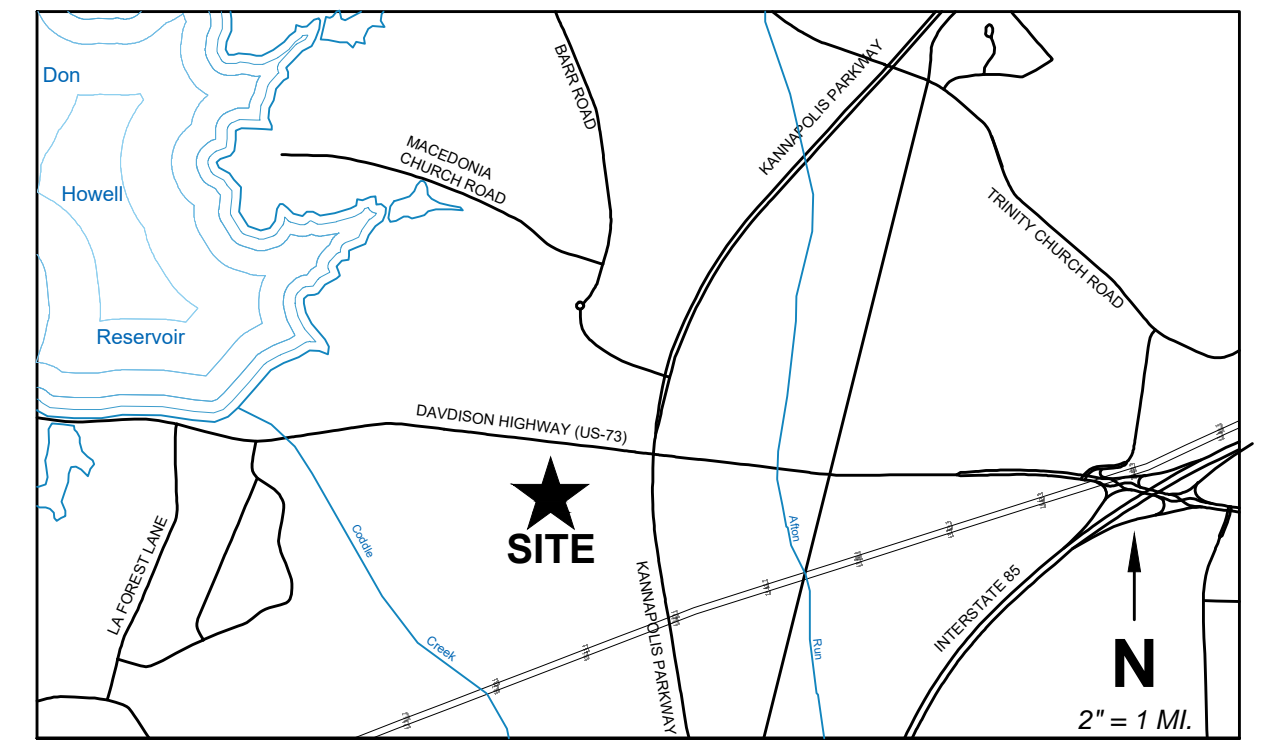 Don
Howell
Reservoir
BARR ROAD
MACEDONIA
CHURCH ROAD
KANNAPOLIS PARKWAY
TRINITY CHURCH ROAD
DAVDISON HIGHWAY (US-73)
SITE
LA FOREST LANE
Coddle
Creek
KANNAPOLIS PARKWAY
Afton
Run
INTERSTATE 85
N
2" = 1 MI.